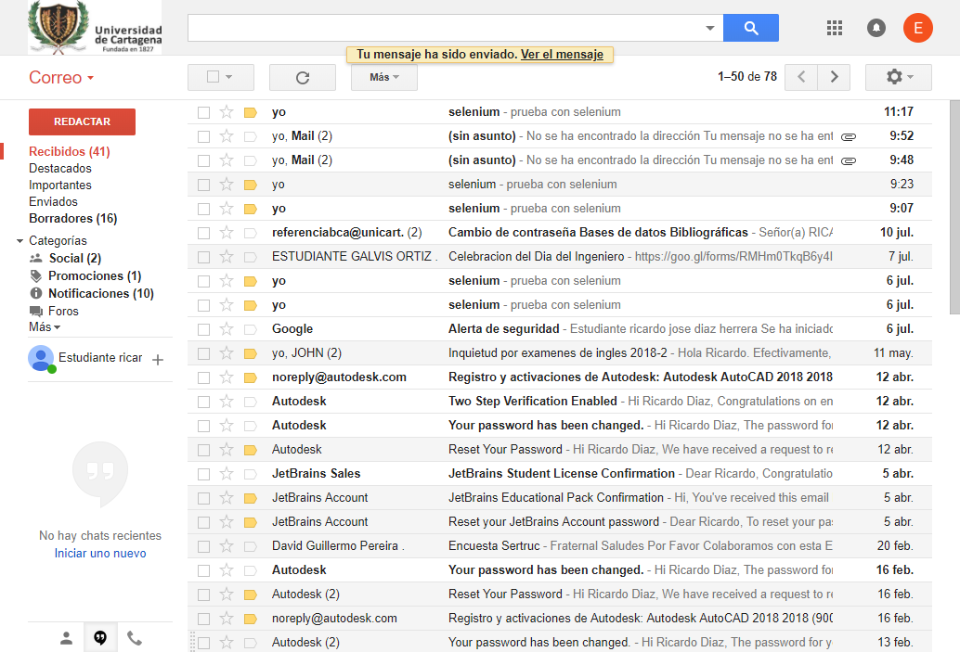 Universidad
de Cartagena
Fundada en 1827
E
Tu mensaje ha sido enviado. Ver el mensaje
Correo
Más
1–50 de 78
REDACTAR
Recibidos (41)
Destacados
Importantes
Enviados
Borradores (16)
Categorías
Social (2)
Promociones (1)
Notificaciones (10)
Foros
Más
Estudiante ricar
No hay chats recientes
Iniciar uno nuevo
yo selenium - prueba con selenium 11:17
yo, Mail (2) (sin asunto) - No se ha encontrado la dirección Tu mensaje no se ha ent 9:52
yo, Mail (2) (sin asunto) - No se ha encontrado la dirección Tu mensaje no se ha ent 9:48
yo selenium - prueba con selenium 9:23
yo selenium - prueba con selenium 9:07
referenciabca@unicart. (2) Cambio de contraseña Bases de datos Bibliográficas - Señor(a) RICA 10 jul.
ESTUDIANTE GALVIS ORTIZ . Celebracion del Dia del Ingeniero - https://goo.gl/forms/RMHm0TkqB6y4I 7 jul.
yo selenium - prueba con selenium 6 jul.
yo selenium - prueba con selenium 6 jul.
Google Alerta de seguridad - Estudiante ricardo jose diaz herrera Se ha iniciado 6 jul.
yo, JOHN (2) Inquietud por examenes de ingles 2018-2 - Hola Ricardo. Efectivamente, 11 may.
noreply@autodesk.com Registro y activaciones de Autodesk: Autodesk AutoCAD 2018 2018 12 abr.
Autodesk Two Step Verification Enabled - Hi Ricardo Diaz, Congratulations on en 12 abr.
Autodesk Your password has been changed. - Hi Ricardo Diaz, The password for 12 abr.
Autodesk Reset Your Password - Hi Ricardo Diaz, We have received a request to re 12 abr.
JetBrains Sales JetBrains Student License Confirmation - Dear Ricardo, Congratulatio 5 abr.
JetBrains Account JetBrains Educational Pack Confirmation - Hi, You've received this email 5 abr.
JetBrains Account Reset your JetBrains Account password - Dear Ricardo, To reset your pa 5 abr.
David Guillermo Pereira . Encuesta Sertruc - Fraternal Saludes Por Favor Colaboramos con esta E 20 feb.
Autodesk Your password has been changed. - Hi Ricardo Diaz, The password for 16 feb.
Autodesk (2) Reset Your Password - Hi Ricardo Diaz, We have received a request to re 16 feb.
noreply@autodesk.com Registro y activaciones de Autodesk: Autodesk AutoCAD 2018 2018 (900 16 feb.
Autodesk (2) Your password has been changed. - Hi Ricardo Diaz, The password for y 13 feb.